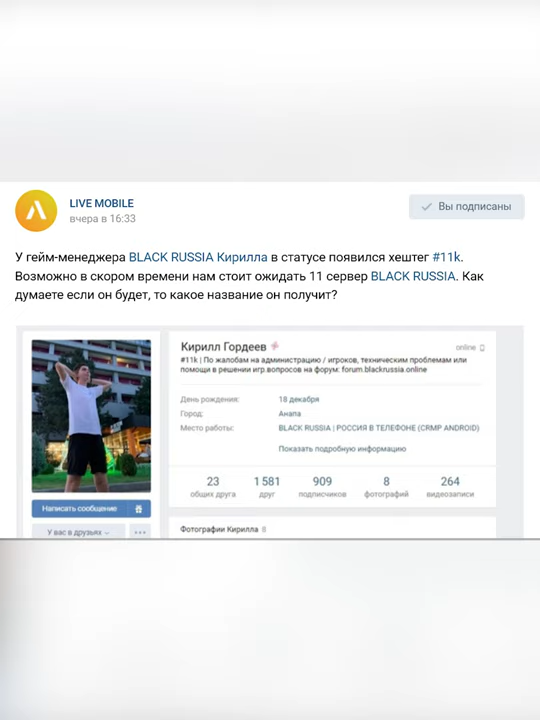 LIVE MOBILE
вчера в 16:33
Вы подписаны
У гейм-менеджера BLACK RUSSIA Кирилла в статусе появился хештег #11k.
Возможно в скором времени нам стоит ожидать 11 сервер BLACK RUSSIA. Как
думаете если он будет, то какое название он получит?
Кирилл Гордеев
online
#11k | По жалобам на администрацию / игроков, техническим проблемам или
помощи в решении игр.вопросов на форум: forum.blackrussia.online
День рождения: 18 декабря
Город: Анапа
Место работы: BLACK RUSSIA | РОССИЯ В ТЕЛЕФОНЕ (CRMP ANDROID)
Показать подробную информацию
23 1 581 909 8 264
общих друга друг подписчиков фотографий видеозаписи
Написать сообщение
У вас в друзьях
Фотографии Кирилла 8